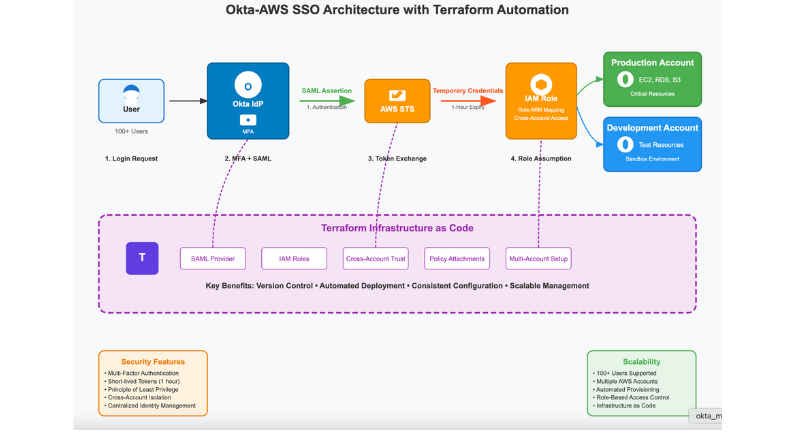 Okta-AWS SSO Architecture with Terraform Automation
User
100+ Users
O
Okta IdP
MFA
SAML Assertion
1. Authentication
AWS STS
Temporary Credentials
1-Hour Expiry
IAM Role
Role ARN Mapping
Cross-Account Access
Production Account
EC2, RDS, S3
Critical Resources
Development Account
Test Resources
Sandbox Environment
1. Login Request
2. MFA + SAML
3. Token Exchange
4. Role Assumption
Terraform Infrastructure as Code
T
SAML Provider
IAM Roles
Cross-Account Trust
Policy Attachments
Multi-Account Setup
Key Benefits: Version Control • Automated Deployment • Consistent Configuration • Scalable Management
Security Features
• Multi-Factor Authentication
• Short-lived Tokens (1 hour)
• Principle of Least Privilege
• Cross-Account Isolation
• Centralized Identity Management
Scalability
• 100+ Users Supported
• Multiple AWS Accounts
• Automated Provisioning
• Role-Based Access Control
• Infrastructure as Code
okta_m